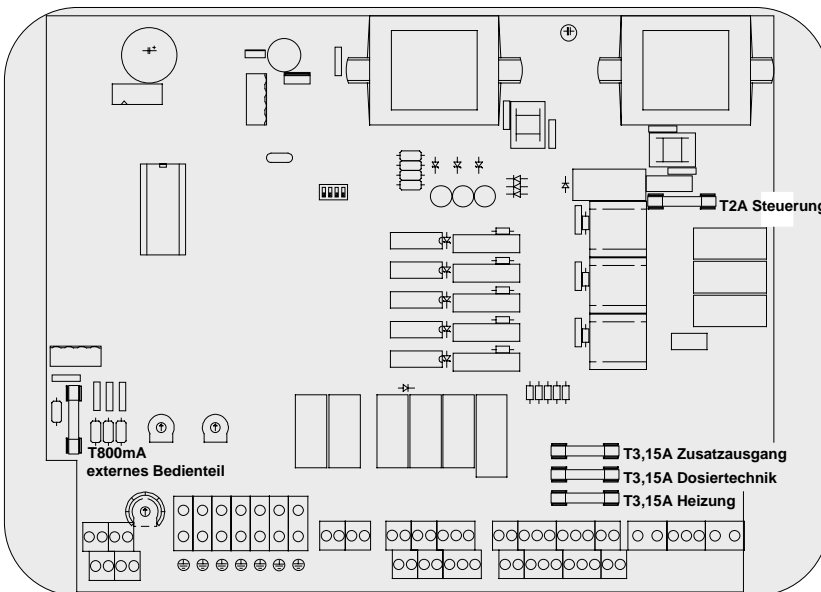 T2A Steuerung
T800mA
externes Bedienteil
T3,15A Zusatzausgang
T3,15A Dosiertechnik
T3,15A Heizung